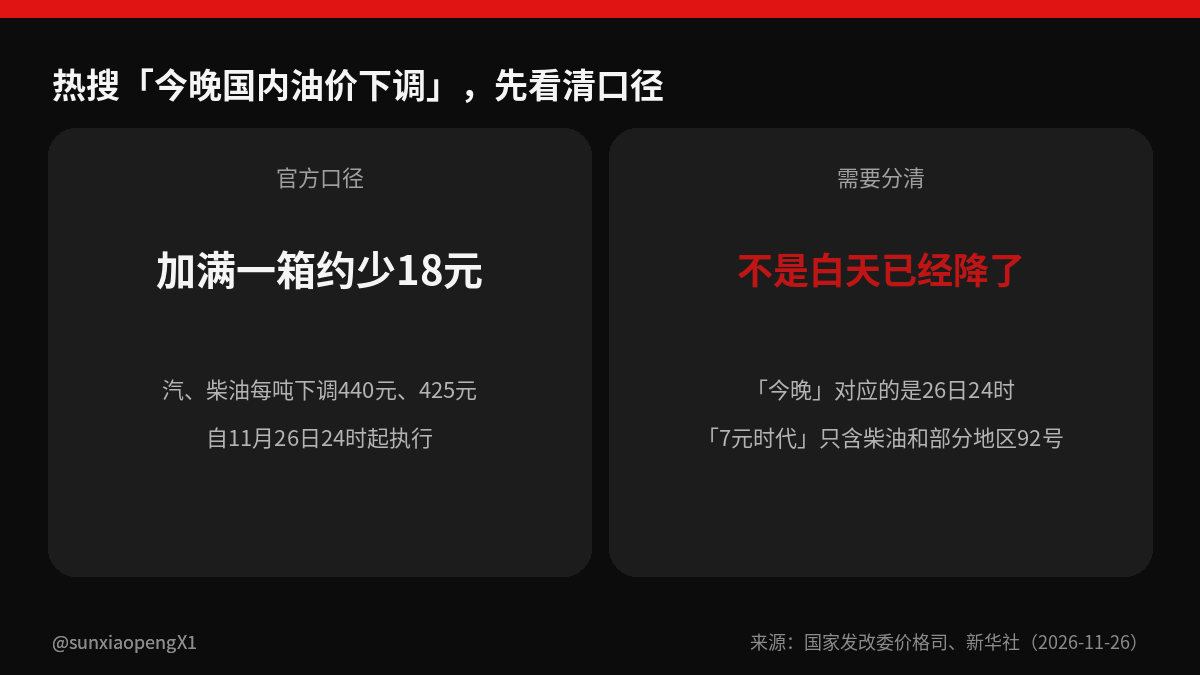 热搜「今晚国内油价下调」，先看清口径
官方口径
加满一箱约少18元
汽、柴油每吨下调440元、425元
自11月26日24时起执行
需要分清
不是白天已经降了
「今晚」对应的是26日24时
「7元时代」只含柴油和部分地区92号
@sunxiaopengX1
来源：国家发改委价格司、新华社（2026-11-26）